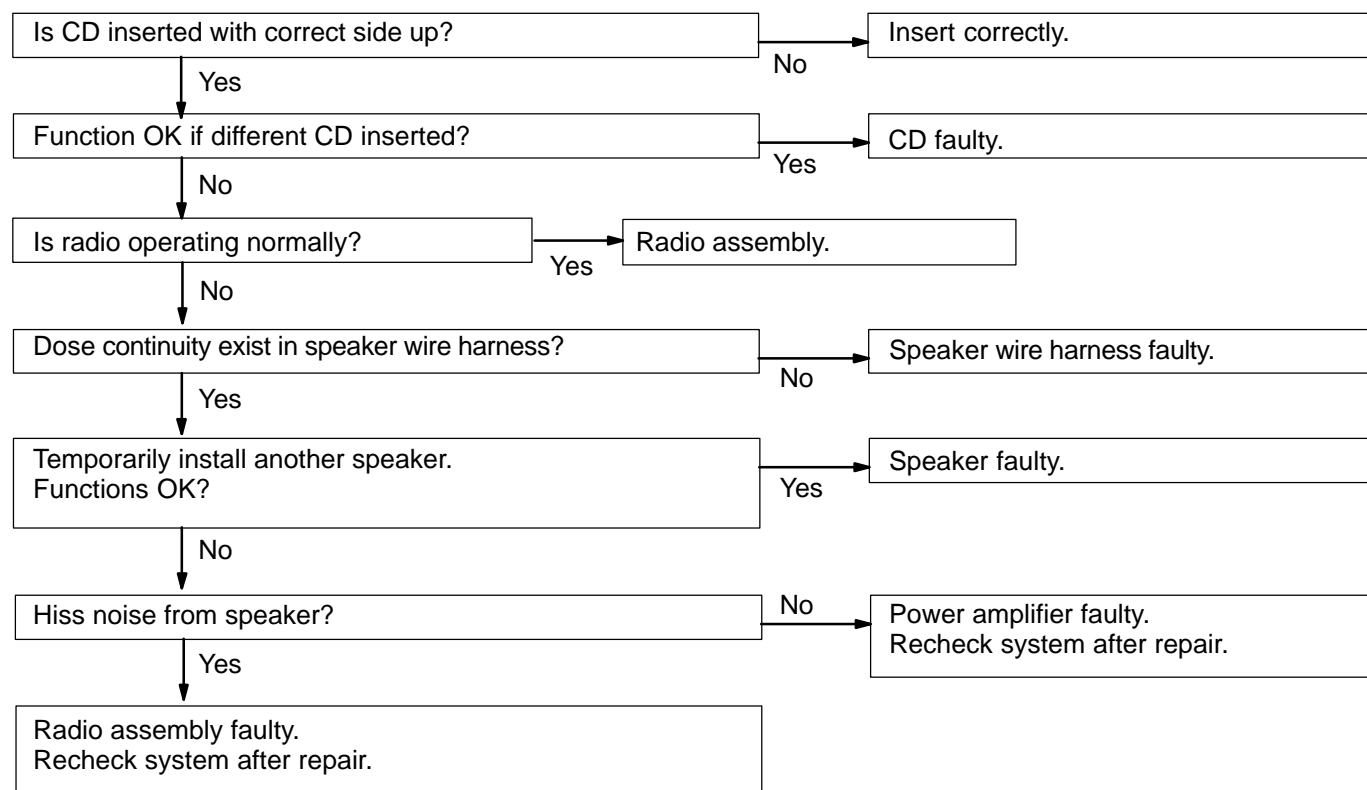 Is CD inserted with correct side up?
Insert correctly.
No
Yes
Function OK if different CD inserted?
CD faulty.
Yes
No
Is radio operating normally?
Radio assembly.
Yes
No
Dose continuity exist in speaker wire harness?
Speaker wire harness faulty.
No
Yes
Temporarily install another speaker.
Functions OK?
Speaker faulty.
Yes
No
Hiss noise from speaker?
No
Power amplifier faulty.
Recheck system after repair.
Yes
Radio assembly faulty.
Recheck system after repair.